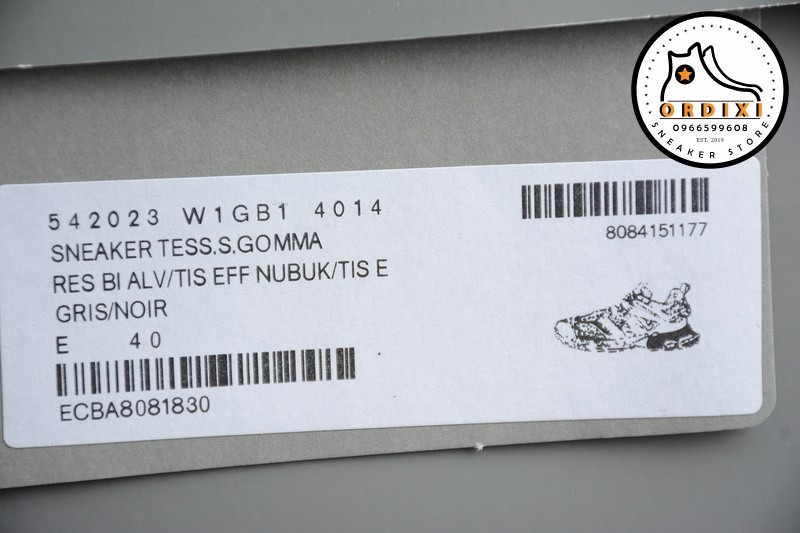 ORDIXI
0966599608
EST. 2019
SNEAKER STORE
542023 W1GB1 4014
SNEAKER TESS.S.GOMMA
RES BI ALV/TIS EFF NUBUK/TIS E
GRIS/NOIR
E 40
ECBA8081830
8084151177